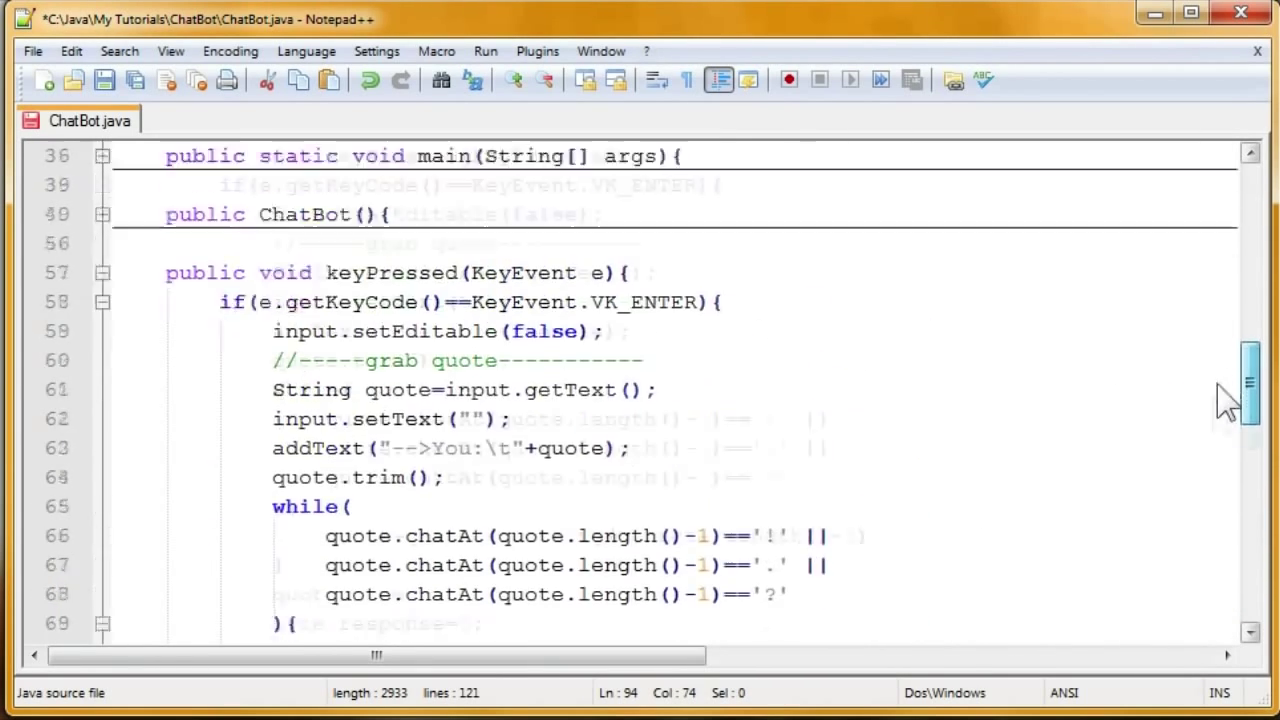 *C:\Java\My Tutorials\ChatBot\ChatBot.java - Notepad++
File Edit Search View Encoding Language Settings Macro Run Plugins Window ? X
ChatBot.java
36 public static void main(String[] args){
39 if(e.getKeyCode()==KeyEvent.VK_ENTER){
49 public ChatBot(){
56
57 public void keyPressed(KeyEvent e){
58 if(e.getKeyCode()==KeyEvent.VK_ENTER){
59 input.setEditable(false);
60 //-----grab quote-----------
61 String quote=input.getText();
62 input.setText("");
63 addText("-->You:\t"+quote);
64 quote.trim();
65 while(
66 quote.chatAt(quote.length()-1)=='!' ||
67 quote.chatAt(quote.length()-1)=='.' ||
68 quote.chatAt(quote.length()-1)=='?'
69 ){
Java source file length : 2933 lines : 121 Ln : 94 Col : 74 Sel : 0 Dos\Windows ANSI INS